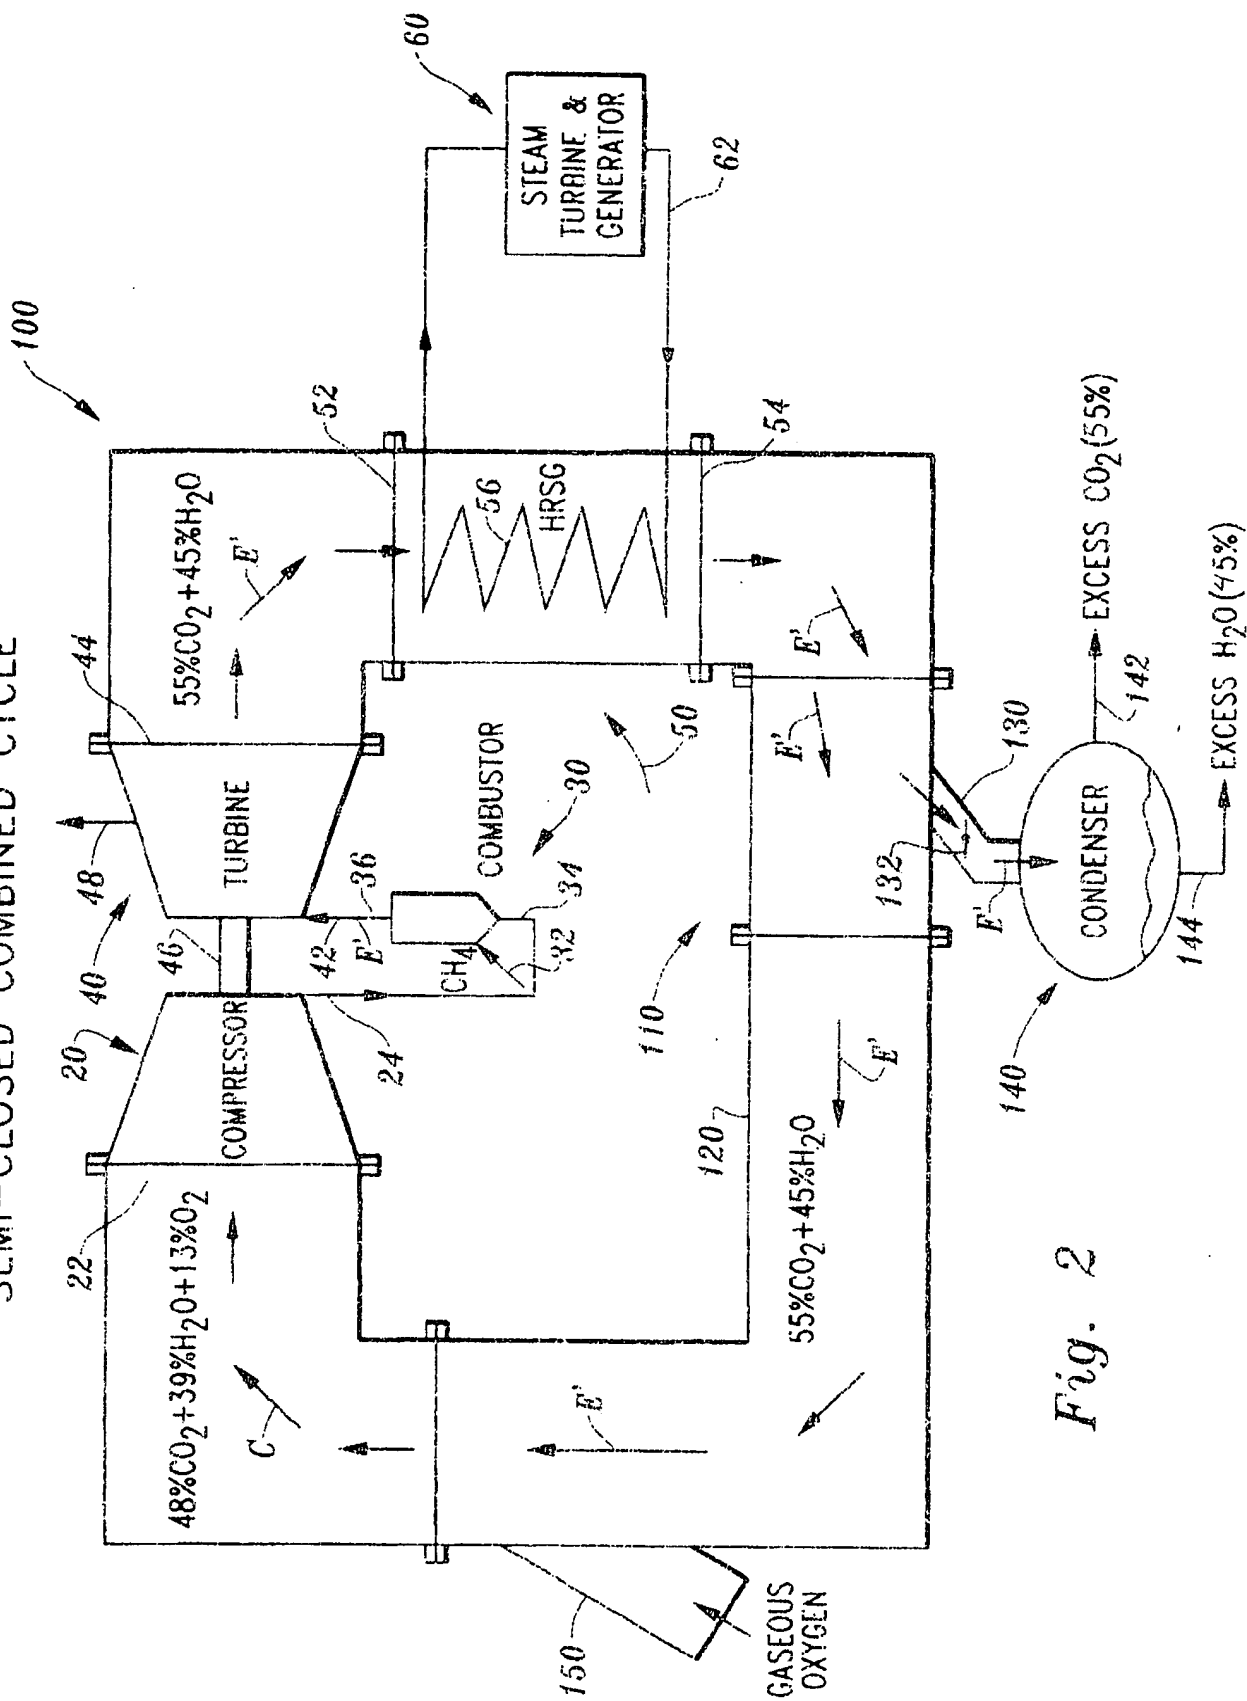 SEMI-CLOSED COMBINED CYCLE
100
20
40
48
44
22
46
COMPRESSOR
TURBINE
48%CO2+39%H2O+13%O2
55%CO2+45%H2O
E'
C
24
42
36
E'
CH4
COMBUSTOR
32
34
30
50
52
56
HRSG
54
60
STEAM
TURBINE &
GENERATOR
62
110
120
E'
E'
E'
E'
55%CO2+45%H2O
150
GASEOUS
OXYGEN
132
E'
130
CONDENSER
140
142
EXCESS CO2(55%)
144
EXCESS H2O(45%)
Fig. 2